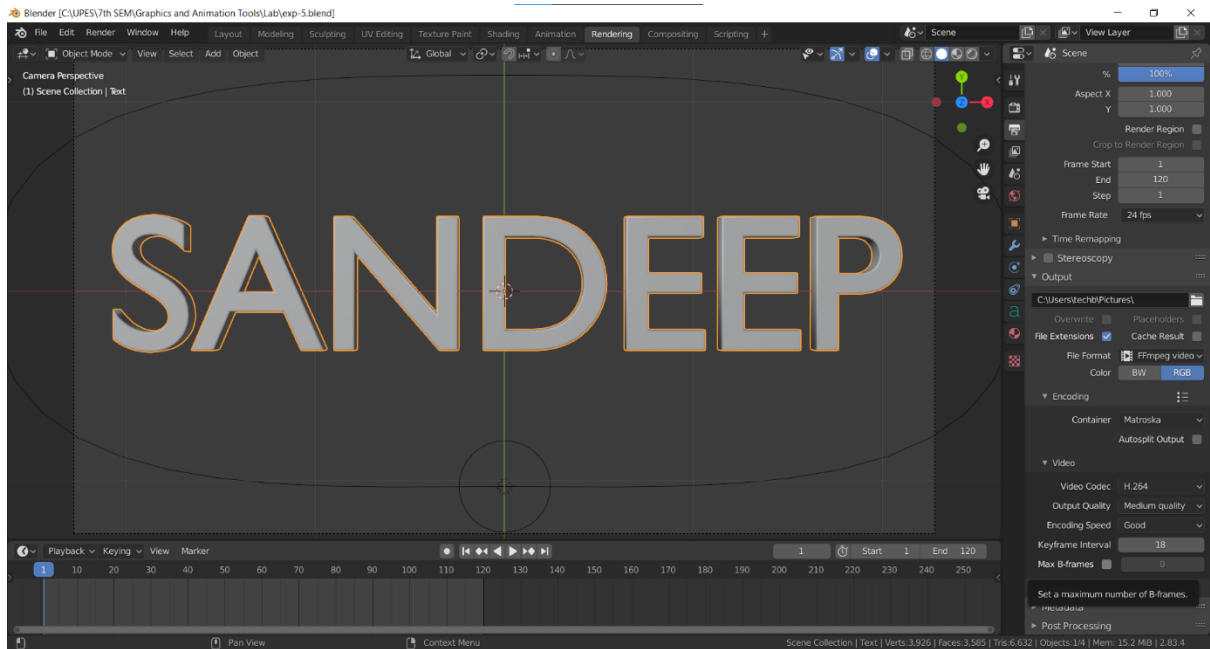 Blender [C:\UPES\7th SEM\Graphics and Animation Tools\Lab\exp-5.blend]
File Edit Render Window Help Layout Modeling Sculpting UV Editing Texture Paint Shading Animation Rendering Compositing Scripting + Scene View Layer
Object Mode View Select Add Object Global Scene
Camera Perspective
(1) Scene Collection | Text
Y
Z X
SANDEEP
% 100%
Aspect X 1.000
Y 1.000
Render Region
Crop to Render Region
Frame Start 1
End 120
Step 1
Frame Rate 24 fps
Time Remapping
Stereoscopy
Output
C:\Users\techb\Pictures\
Overwrite Placeholders
File Extensions Cache Result
File Format FFmpeg video
Color BW RGB
Encoding
Container Matroska
Autosplit Output
Video
Video Codec H.264
Output Quality Medium quality
Encoding Speed Good
Keyframe Interval 18
Max B-frames 0
Set a maximum number of B-frames.
Metadata
Post Processing
Playback Keying View Marker 1 Start 1 End 120
1 10 20 30 40 50 60 70 80 90 100 110 120 130 140 150 160 170 180 190 200 210 220 230 240 250
Pan View Context Menu Scene Collection | Text | Verts:3,926 | Faces:3,585 | Tris:6,632 | Objects:1/4 | Mem: 15.2 MiB | 2.83.4